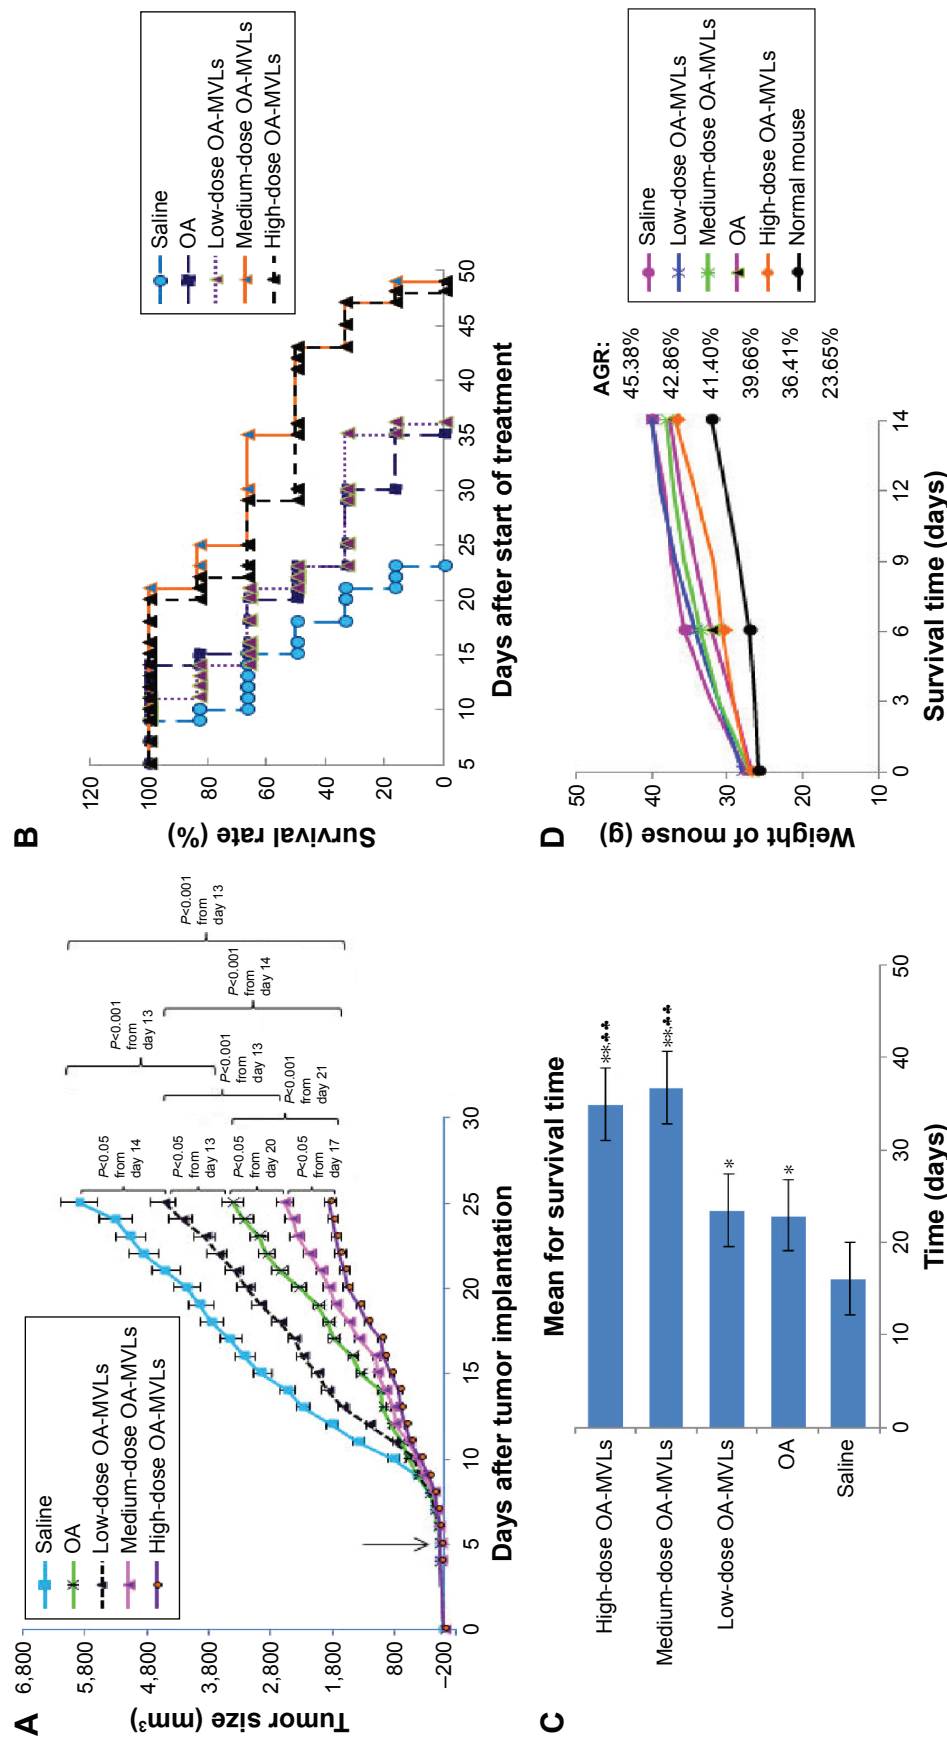 A
Tumor size (mm³)
6,800
5,800
4,800
3,800
2,800
1,800
800
−200
0
5
10
15
20
25
30
Days after tumor implantation
Saline
OA
Low-dose OA-MVLs
Medium-dose OA-MVLs
High-dose OA-MVLs
P<0.05
from
day 14
P<0.05
from
day 13
P<0.05
from
day 20
P<0.05
from
day 17
P<0.001
from
day 13
P<0.001
from
day 13
P<0.001
from
day 21
P<0.001
from
day 14
P<0.001
from
day 13
B
Survival rate (%)
120
100
80
60
40
20
0
5
10
15
20
25
30
35
40
45
50
Days after start of treatment
Saline
OA
Low-dose OA-MVLs
Medium-dose OA-MVLs
High-dose OA-MVLs
C
Mean for survival time
High-dose OA-MVLs
Medium-dose OA-MVLs
Low-dose OA-MVLs
OA
Saline
**,♣♣
**,♣♣
*
*
0
10
20
30
40
50
Time (days)
D
Weight of mouse (g)
50
40
30
20
10
0
3
6
9
12
14
Survival time (days)
AGR:
45.38%
42.86%
41.40%
39.66%
36.41%
23.65%
Saline
Low-dose OA-MVLs
Medium-dose OA-MVLs
OA
High-dose OA-MVLs
Normal mouse